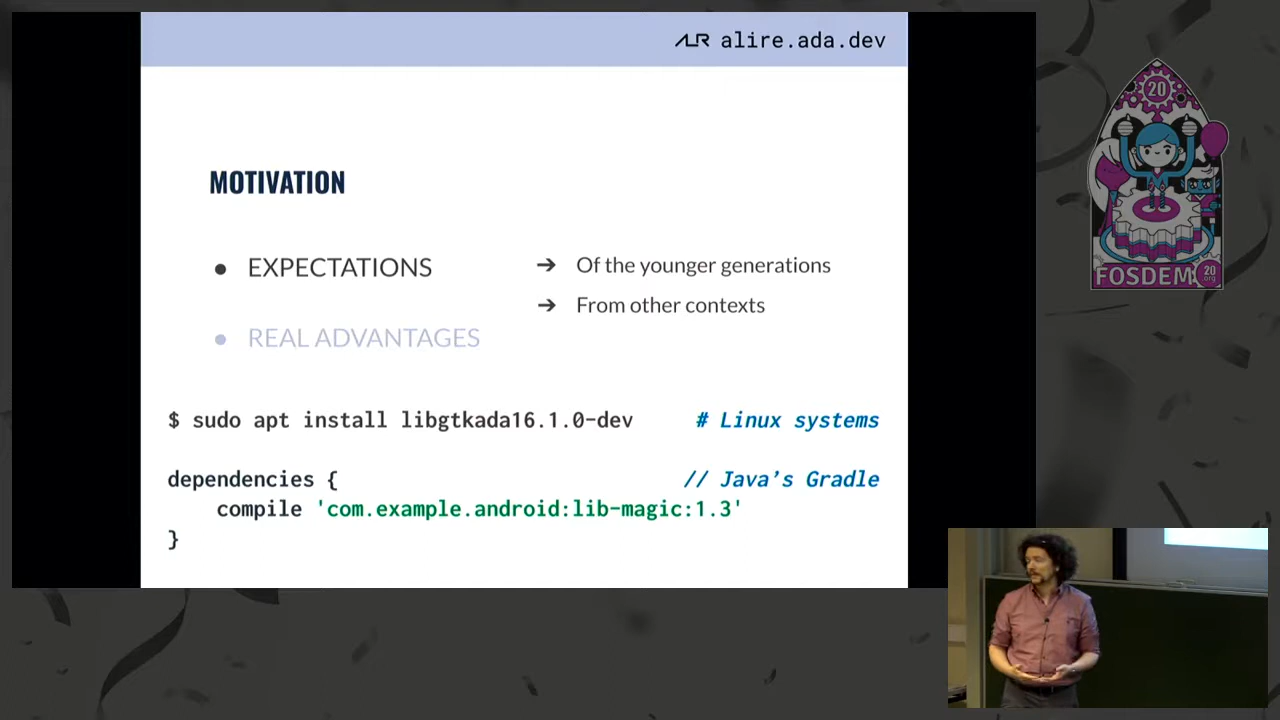 ALR alire.ada.dev
MOTIVATION
● EXPECTATIONS
➔ Of the younger generations
➔ From other contexts
● REAL ADVANTAGES
$ sudo apt install libgtkada16.1.0-dev # Linux systems
dependencies { // Java's Gradle
compile 'com.example.android:lib-magic:1.3'
}
20
FOSDEM 20 .org